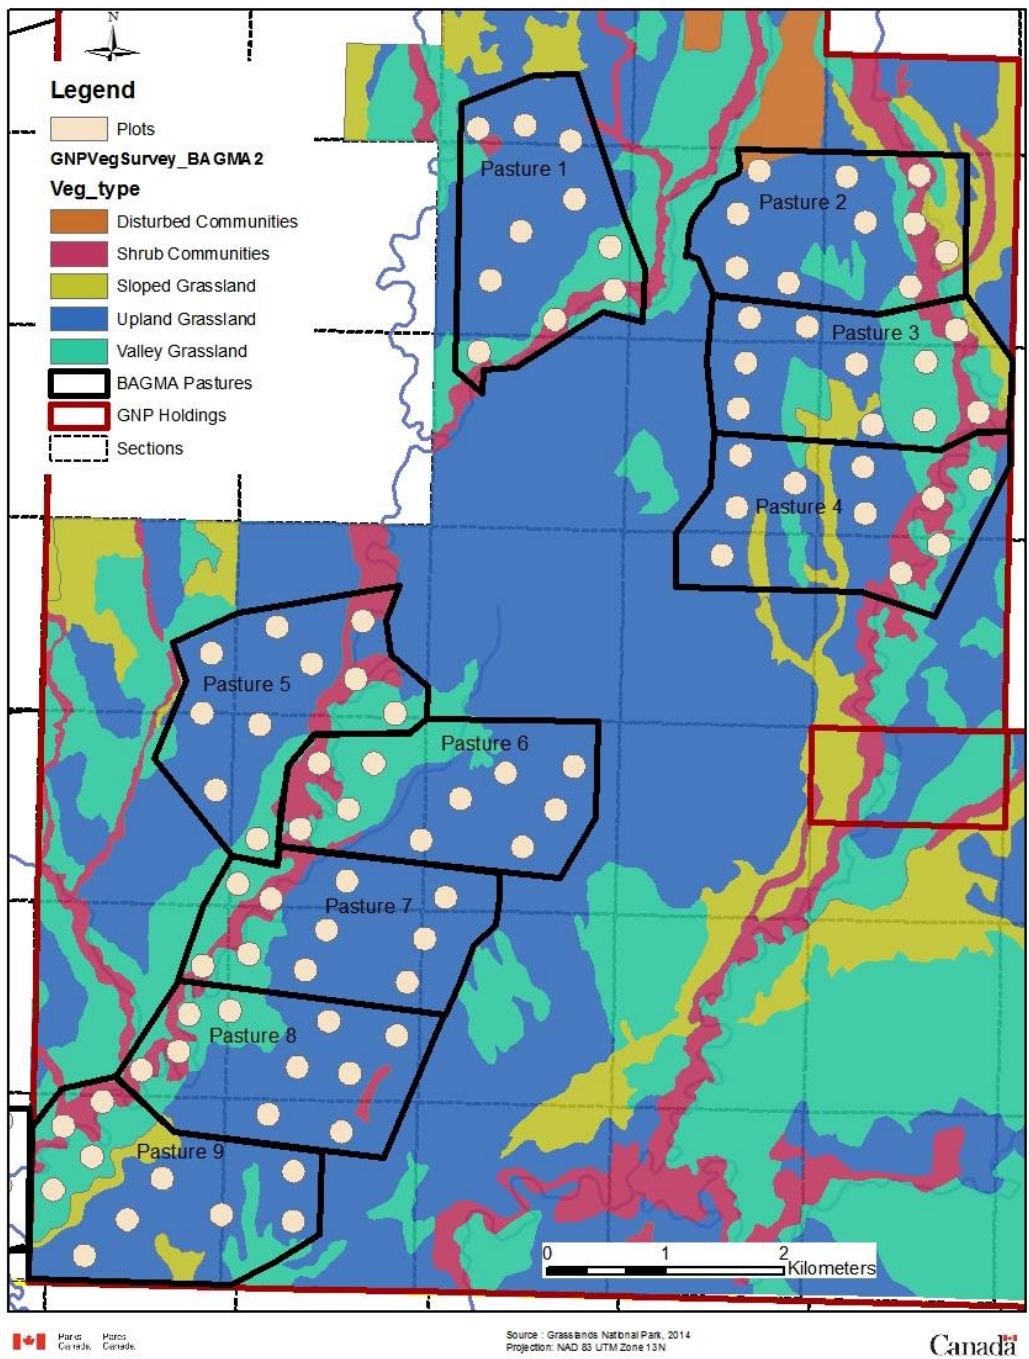 N
Legend
Plots
GNPVegSurvey_BAGMA2
Veg_type
Disturbed Communities
Shrub Communities
Sloped Grassland
Upland Grassland
Valley Grassland
BAGMA Pastures
GNP Holdings
Sections
Pasture 1
Pasture 2
Pasture 3
Pasture 4
Pasture 5
Pasture 6
Pasture 7
Pasture 8
Pasture 9
0 1 2
Kilometers
Parks Parcs
Canada Canada
Source : Grasslands National Park, 2014
Projection: NAD 83 UTM Zone 13N
Canada